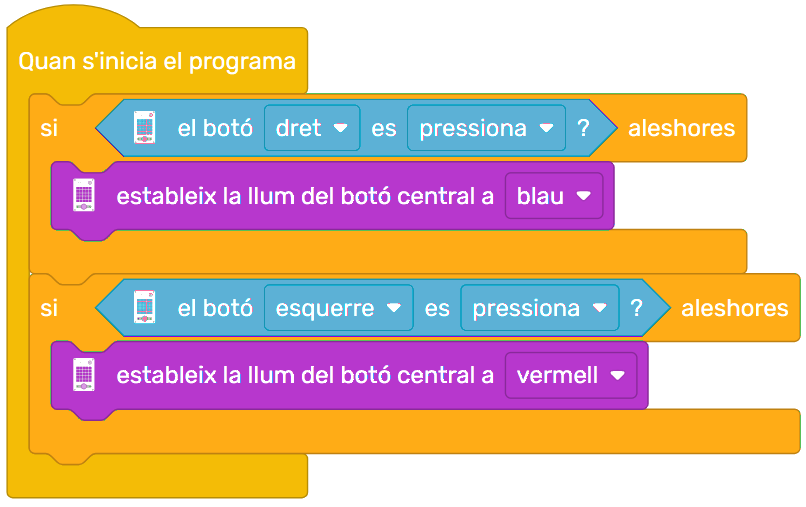 Quan s'inicia el programa
si el botó dret es pressiona ? aleshores
estableix la llum del botó central a blau
si el botó esquerre es pressiona ? aleshores
estableix la llum del botó central a vermell